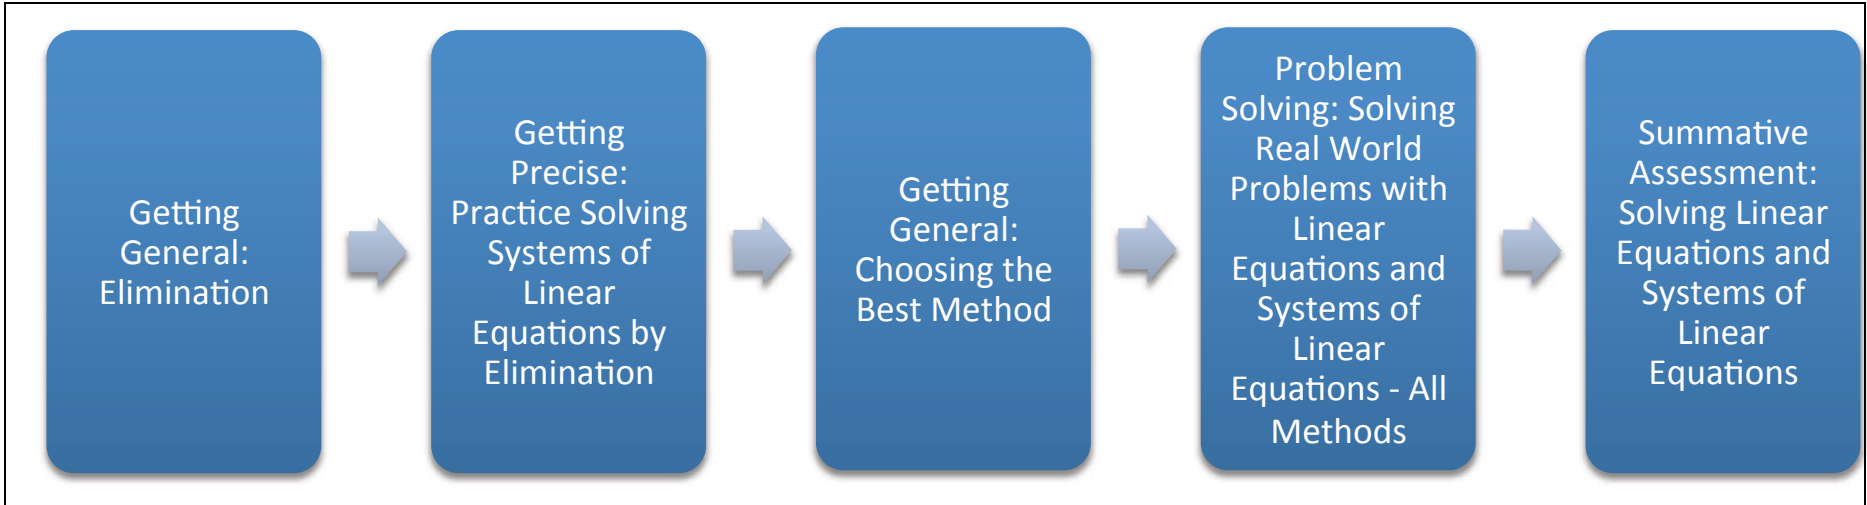 Getting
General:
Elimination
Getting
Precise:
Practice Solving
Systems of
Linear
Equations by
Elimination
Getting
General:
Choosing the
Best Method
Problem
Solving: Solving
Real World
Problems with
Linear
Equations and
Systems of
Linear
Equations - All
Methods
Summative
Assessment:
Solving Linear
Equations and
Systems of
Linear
Equations